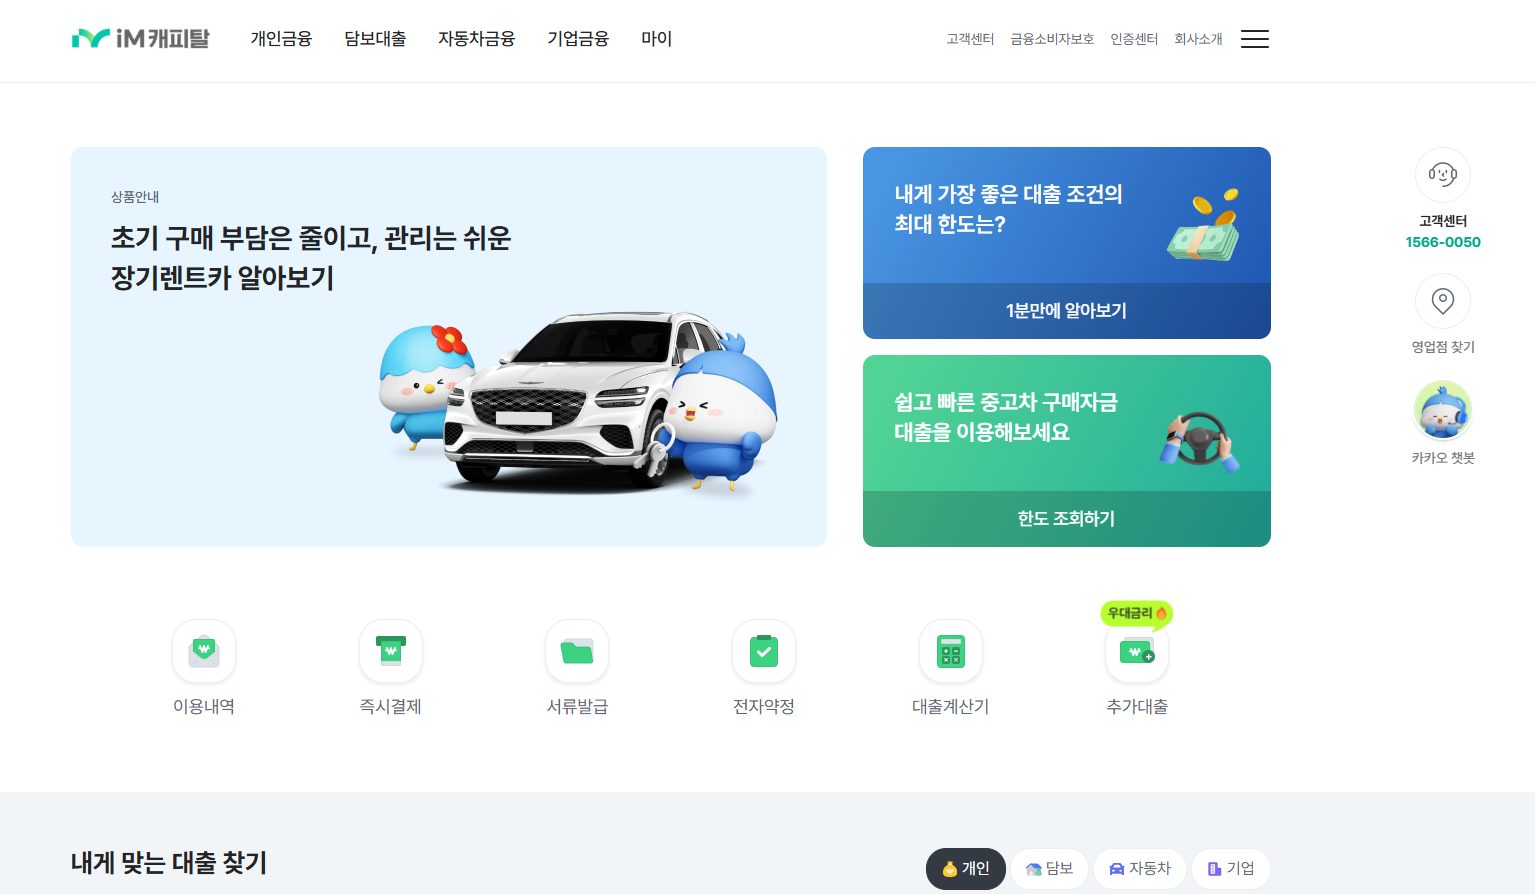 iM캐피탈
개인금융 담보대출 자동차금융 기업금융 마이
고객센터 금융소비자보호 인증센터 회사소개
상품안내
초기 구매 부담은 줄이고, 관리는 쉬운
장기렌트카 알아보기
내게 가장 좋은 대출 조건의
최대 한도는?
1분만에 알아보기
쉽고 빠른 중고차 구매자금
대출을 이용해보세요
한도 조회하기
고객센터
1566-0050
영업점 찾기
카카오 챗봇
우대금리
이용내역 즉시결제 서류발급 전자약정 대출계산기 추가대출
내게 맞는 대출 찾기
개인 담보 자동차 기업